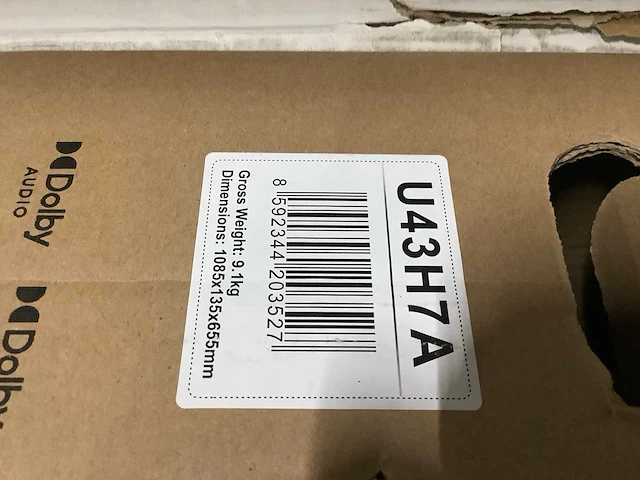 U43H7A
8 592344 203527
Gross Weight: 9.1kg
Dimensions: 1085x135x655mm
Dolby
AUDIO
Dolby